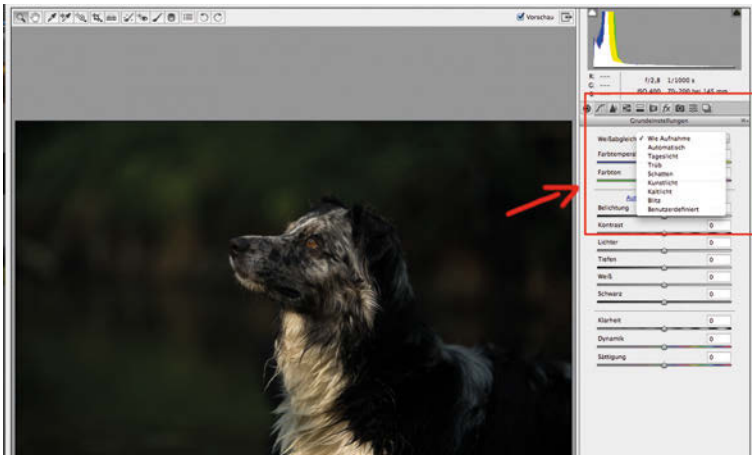 Vorschau
R: ---
G: ---
f/2,8 1/1000 s
ISO 400 70-200 bei 145 mm
Grundeinstellungen
Weißabgleich ✓ Wie Aufnahme
Automatisch
Tageslicht
Trüb
Schatten
Kunstlicht
Kaltlicht
Blitz
Benutzerdefiniert
Farbtempera
Farbton
Belichtung
Kontrast 0
Lichter 0
Tiefen 0
Weiß 0
Schwarz 0
Klarheit 0
Dynamik 0
Sättigung 0